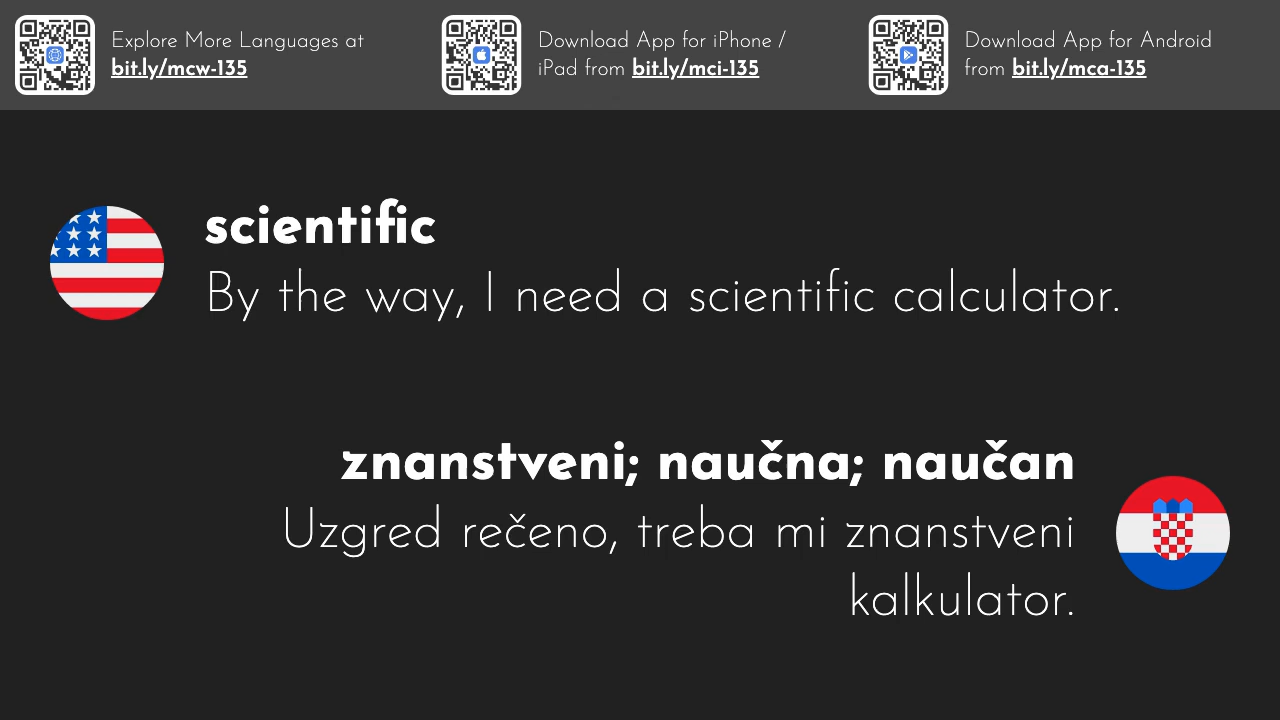 Explore More Languages at
bit.ly/mcw-135
Download App for iPhone /
iPad from bit.ly/mci-135
Download App for Android
from bit.ly/mca-135
scientific
By the way, I need a scientific calculator.
znanstveni; naučna; naučan
Uzgred rečeno, treba mi znanstveni
kalkulator.